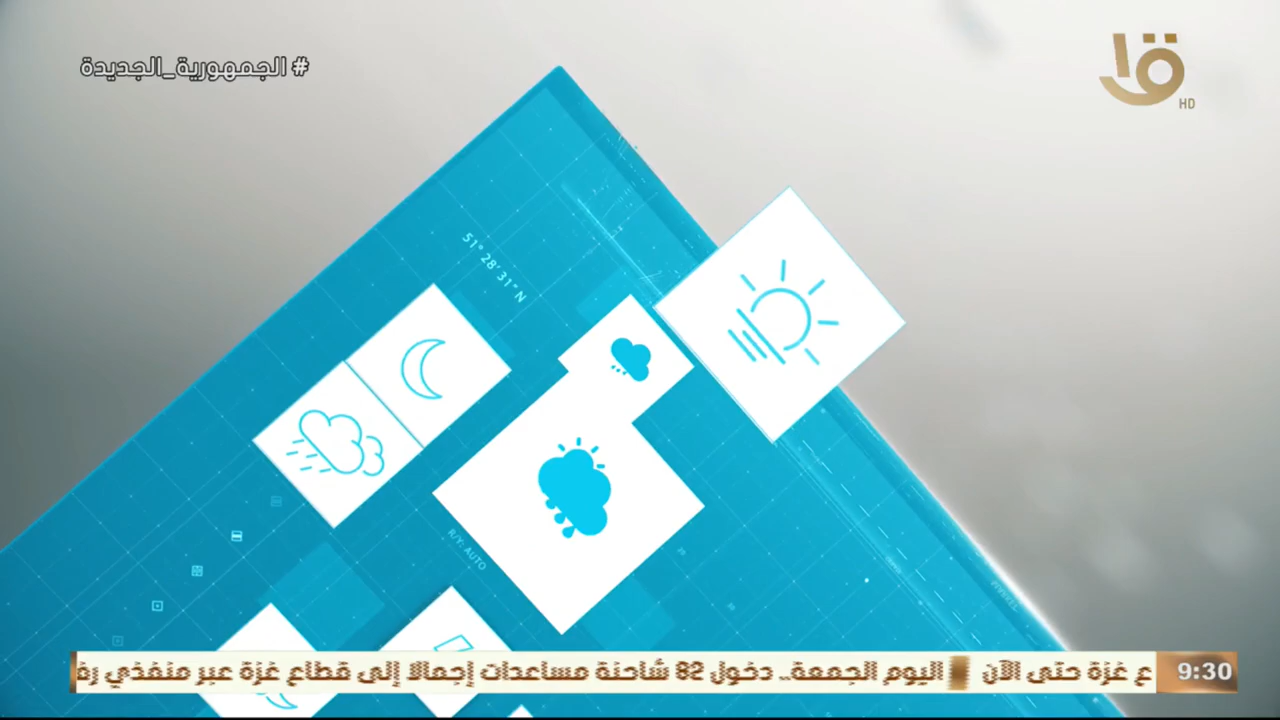 # الجمهورية_الجديدة
HD
51° 28' 31" N
R/Y: AUTO
9:30
ع غزة حتى الآن اليوم الجمعة.. دخول 82 شاحنة مساعدات إجمالا إلى قطاع غزة عبر منفذي رف